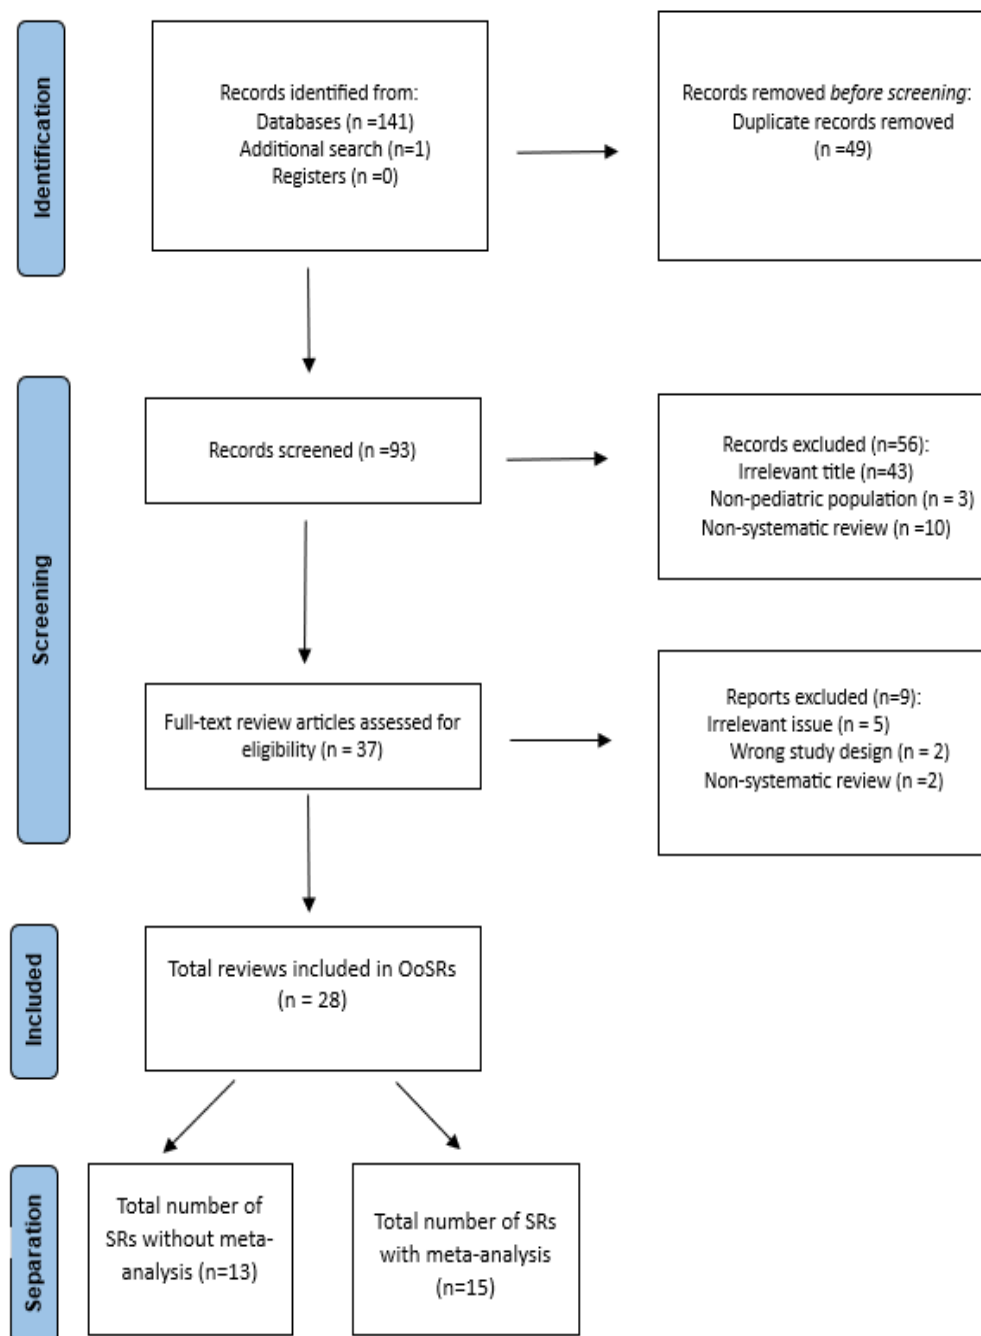 Identification
Records identified from:
Databases (n =141)
Additional search (n=1)
Registers (n =0)
Records removed before screening:
Duplicate records removed
(n =49)
Screening
Records screened (n =93)
Records excluded (n=56):
Irrelevant title (n=43)
Non-pediatric population (n = 3)
Non-systematic review (n =10)
Full-text review articles assessed for
eligibility (n = 37)
Reports excluded (n=9):
Irrelevant issue (n = 5)
Wrong study design (n = 2)
Non-systematic review (n =2)
Included
Total reviews included in OoSRs
(n = 28)
Separation
Total number of
SRs without meta-
analysis (n=13)
Total number of SRs
with meta-analysis
(n=15)